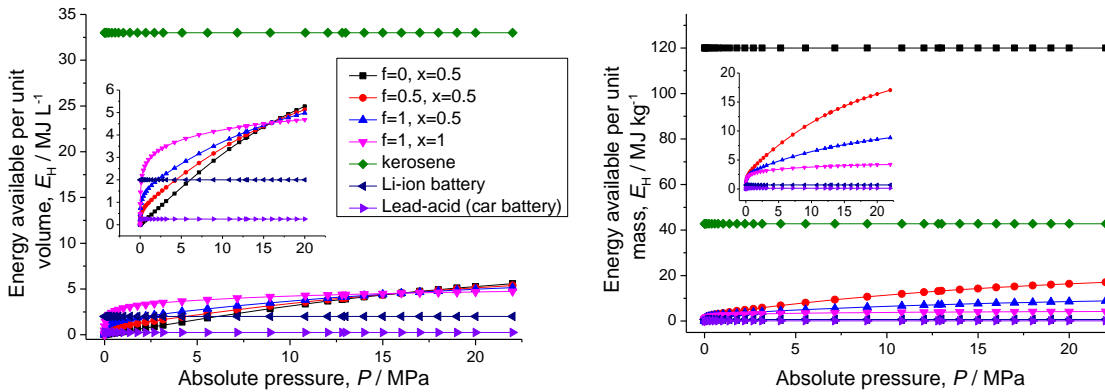 Energy available per unit
volume, E_H / MJ L⁻¹
35
30
25
20
15
10
5
0
0 5 10 15 20
Absolute pressure, P / MPa
6
5
4
3
2
1
0
0 5 10 15 20
f=0, x=0.5
f=0.5, x=0.5
f=1, x=0.5
f=1, x=1
kerosene
Li-ion battery
Lead-acid (car battery)
Energy available per unit
mass, E_H / MJ kg⁻¹
120
100
80
60
40
20
0
0 5 10 15 20
Absolute pressure, P / MPa
20
15
10
5
0
0 5 10 15 20